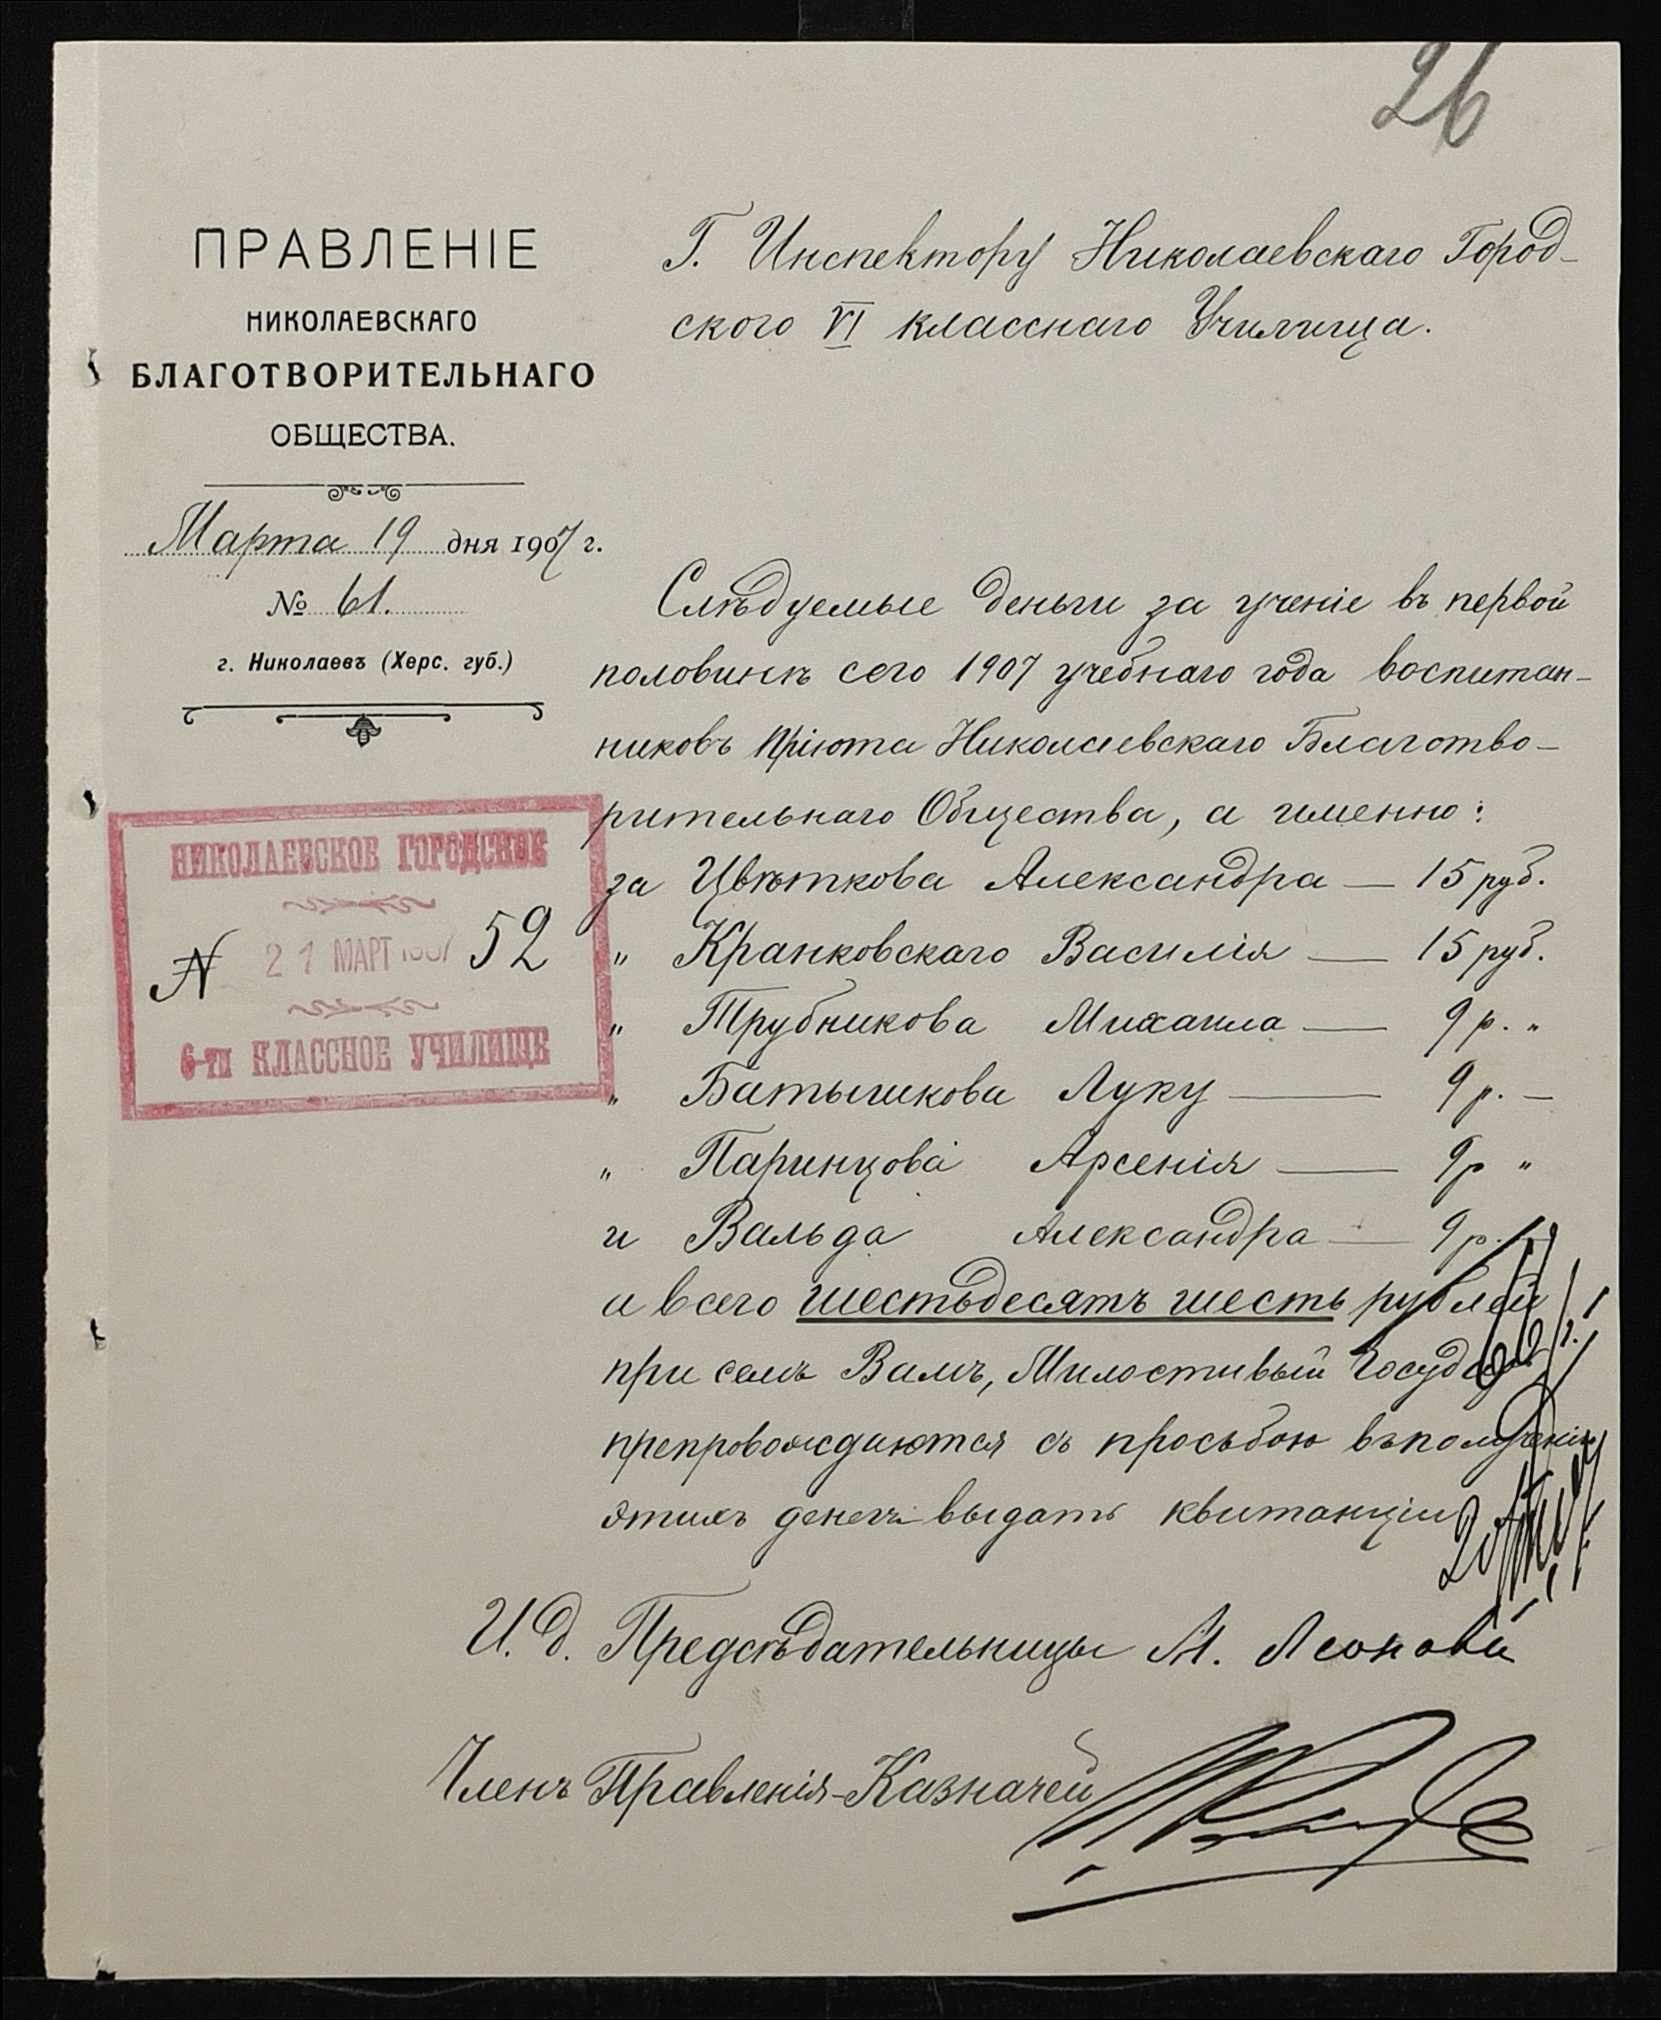 26
ПРАВЛЕНІЕ
НИКОЛАЕВСКАГО
БЛАГОТВОРИТЕЛЬНАГО
ОБЩЕСТВА.
Марта 19 дня 1907 г.
№ 61.
г. Николаевъ (Херс. губ.)
НИКОЛАЕВСКОЕ ГОРОДСКОЕ
№ 21 МАРТ 1907 52
6-ТИ КЛАССНОЕ УЧИЛИЩЕ
Г. Инспектору Николаевскаго Город-
ского VI класснаго Училища.
Слѣдуемые деньги за ученіе въ первой
половинѣ сего 1907 учебнаго года воспитан-
никовъ Пріюта Николаевскаго Благотво-
рительнаго Общества, а именно:
за Цвѣткова Александра — 15 руб.
„ Кранковскаго Василія — 15 руб.
„ Трубникова Михаила — 9 р. „
„ Батышкова Луку — 9 р. —
„ Паринцова Арсенія — 9 р „
и Вальда Александра — 9 р. —
а всего шестьдесятъ шесть рублей
при семъ Вамъ, Милостивый Государь
препровождаются съ просьбою въ полученіи
этихъ денегъ выдать квитанціи
И. д. Предсѣдательницы М. Леонова
Членъ Правленія-Казначей